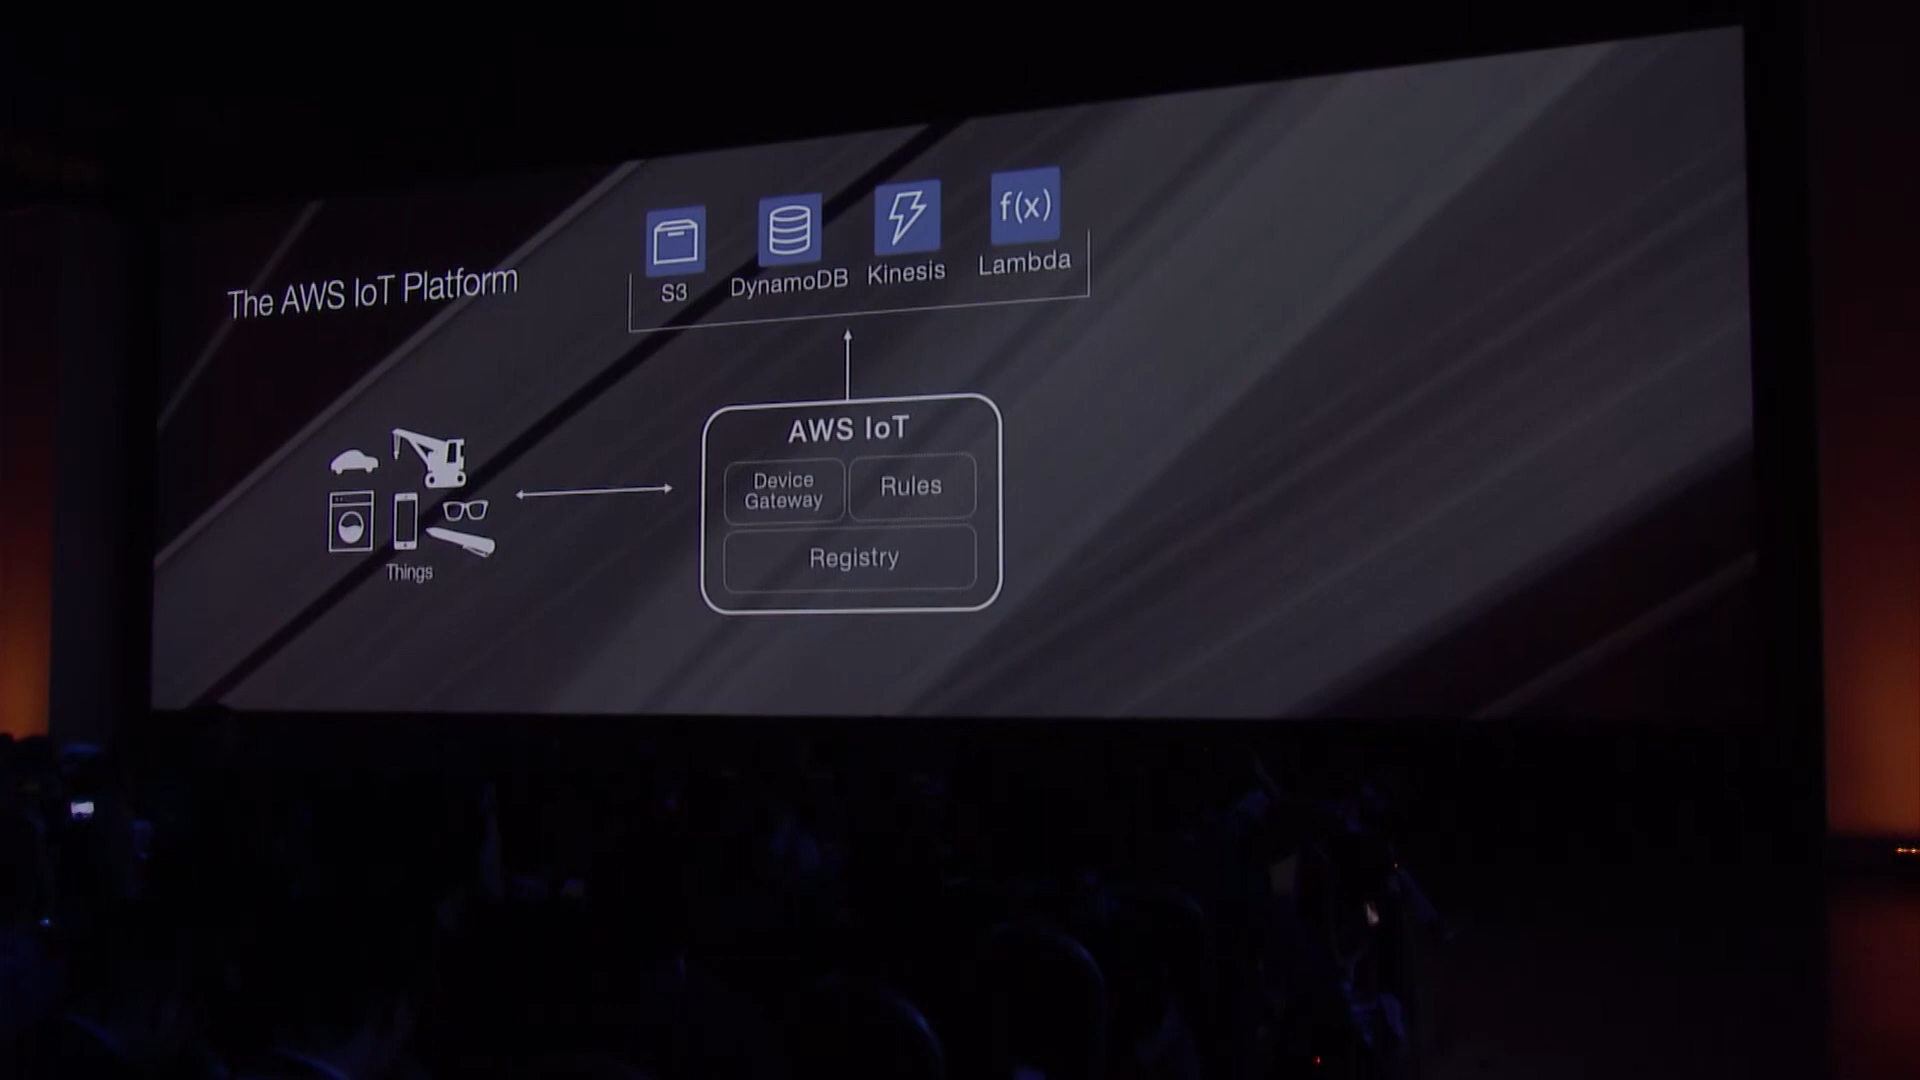 The AWS IoT Platform
f(x)
S3
DynamoDB
Kinesis
Lambda
AWS IoT
Device
Gateway
Rules
Registry
Things